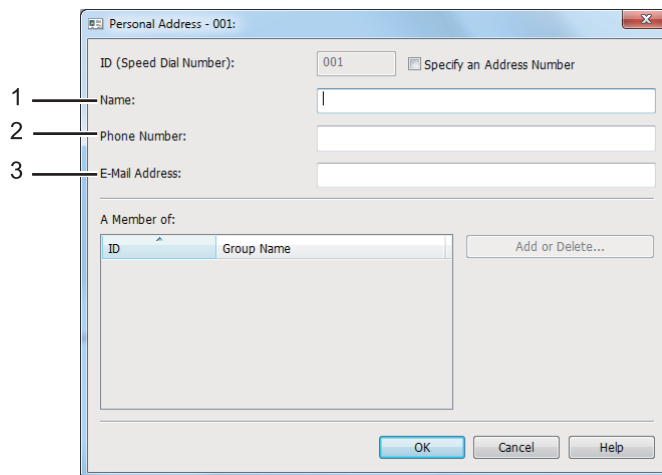 Personal Address - 001:
ID (Speed Dial Number): 001 Specify an Address Number
1 Name:
2 Phone Number:
3 E-Mail Address:
A Member of:
ID Group Name Add or Delete...
OK Cancel Help